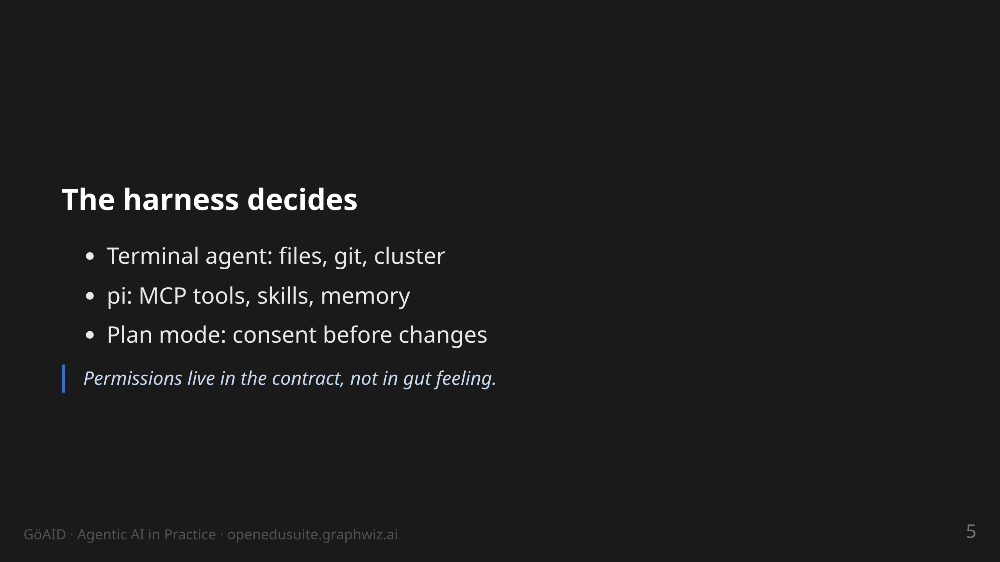 The harness decides
• Terminal agent: files, git, cluster
• pi: MCP tools, skills, memory
• Plan mode: consent before changes
Permissions live in the contract, not in gut feeling.
GöAID · Agentic AI in Practice · openedusuite.graphwiz.ai
5